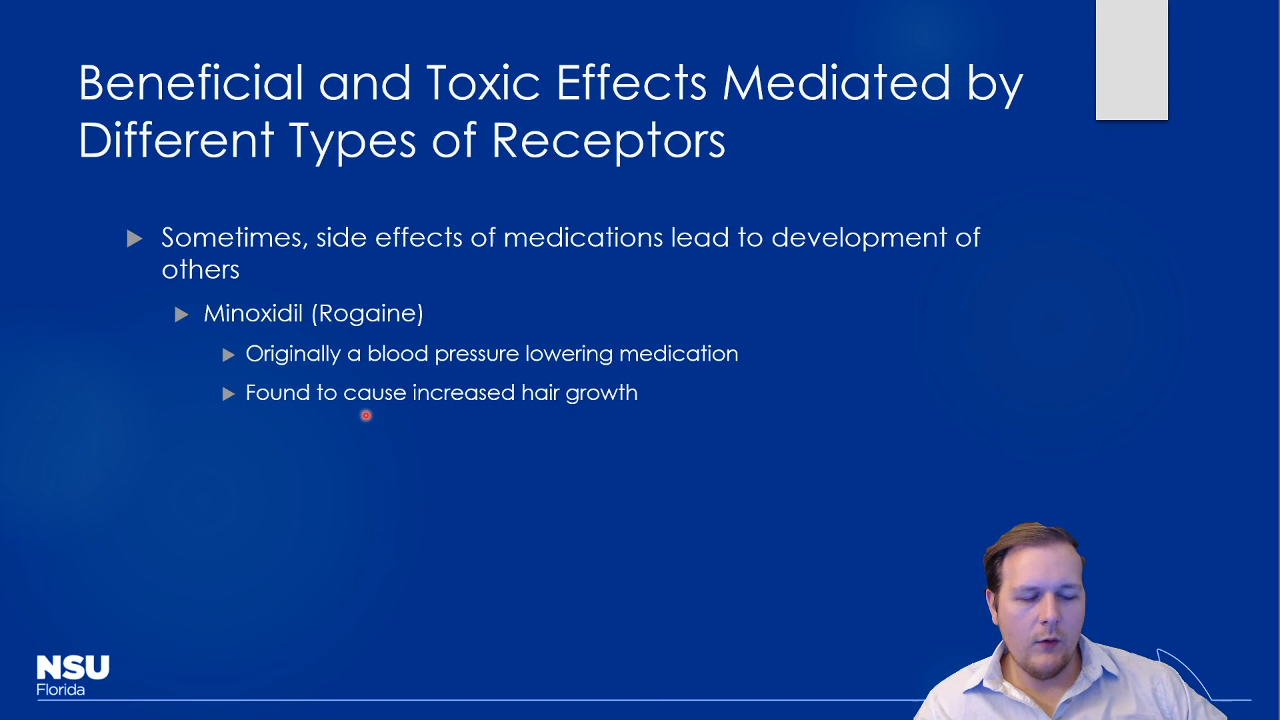 Beneficial and Toxic Effects Mediated by
Different Types of Receptors
Sometimes, side effects of medications lead to development of
others
Minoxidil (Rogaine)
Originally a blood pressure lowering medication
Found to cause increased hair growth
NSU
Florida